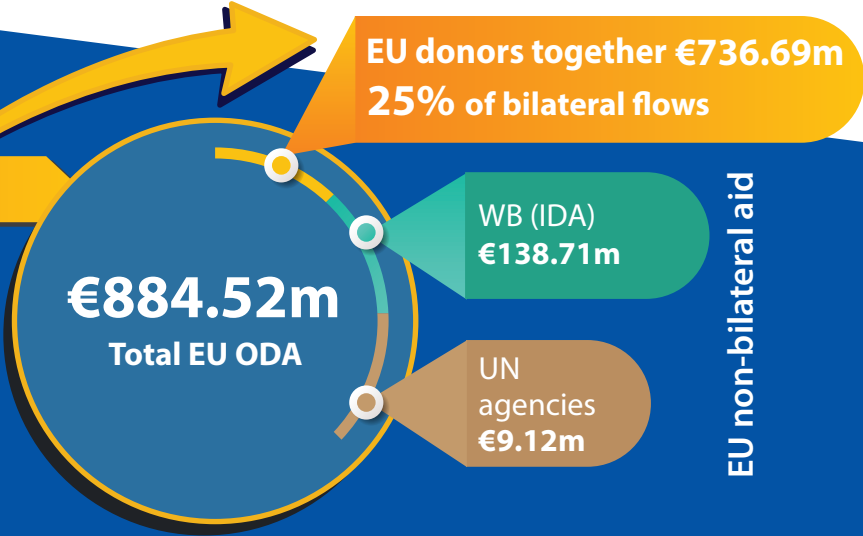 EU donors together €736.69m
25% of bilateral flows
WB (IDA)
€138.71m
€884.52m
Total EU ODA
UN
agencies
€9.12m
EU non-bilateral aid